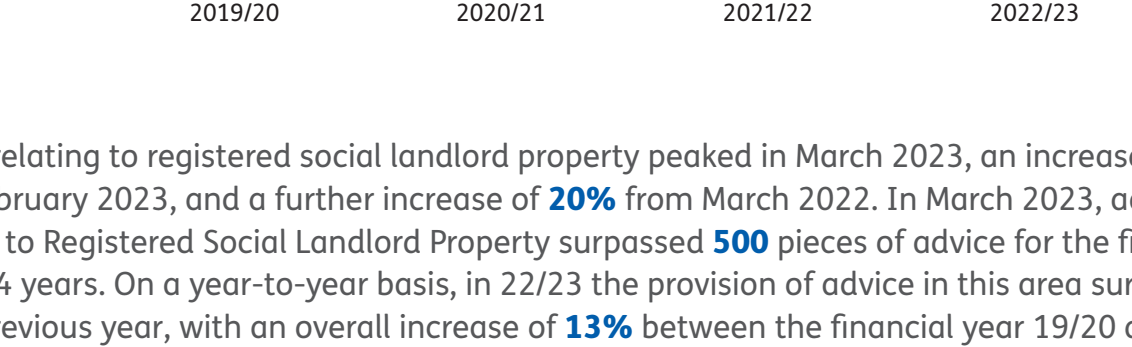 2019/20 2020/21 2021/22 2022/23
relating to registered social landlord property peaked in March 2023, an increase
2023, and a further increase of 20% from March 2022. In March 2023,
to Registered Social Landlord Property surpassed 500 pieces of advice for the
4 years. On a year-to-year basis, in 22/23 the provision of advice in this area
year, with an overall increase of 13% between the financial year 19/20